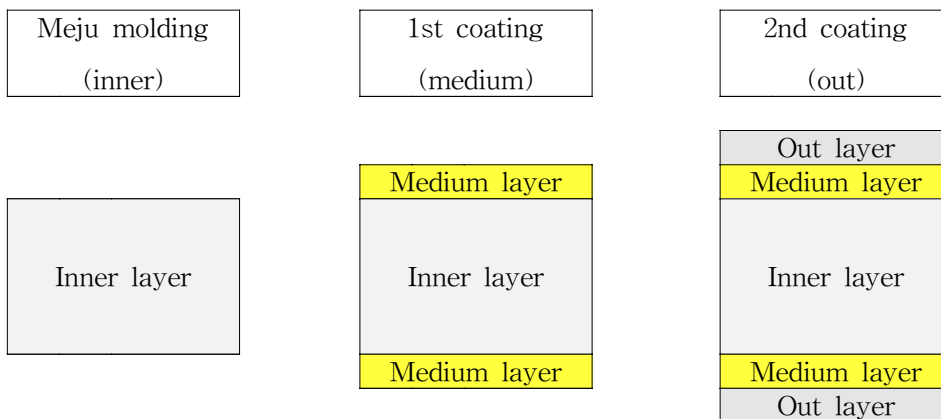 Meju molding
(inner)
1st coating
(medium)
2nd coating
(out)
Inner layer
Medium layer
Inner layer
Medium layer
Out layer
Medium layer
Inner layer
Medium layer
Out layer